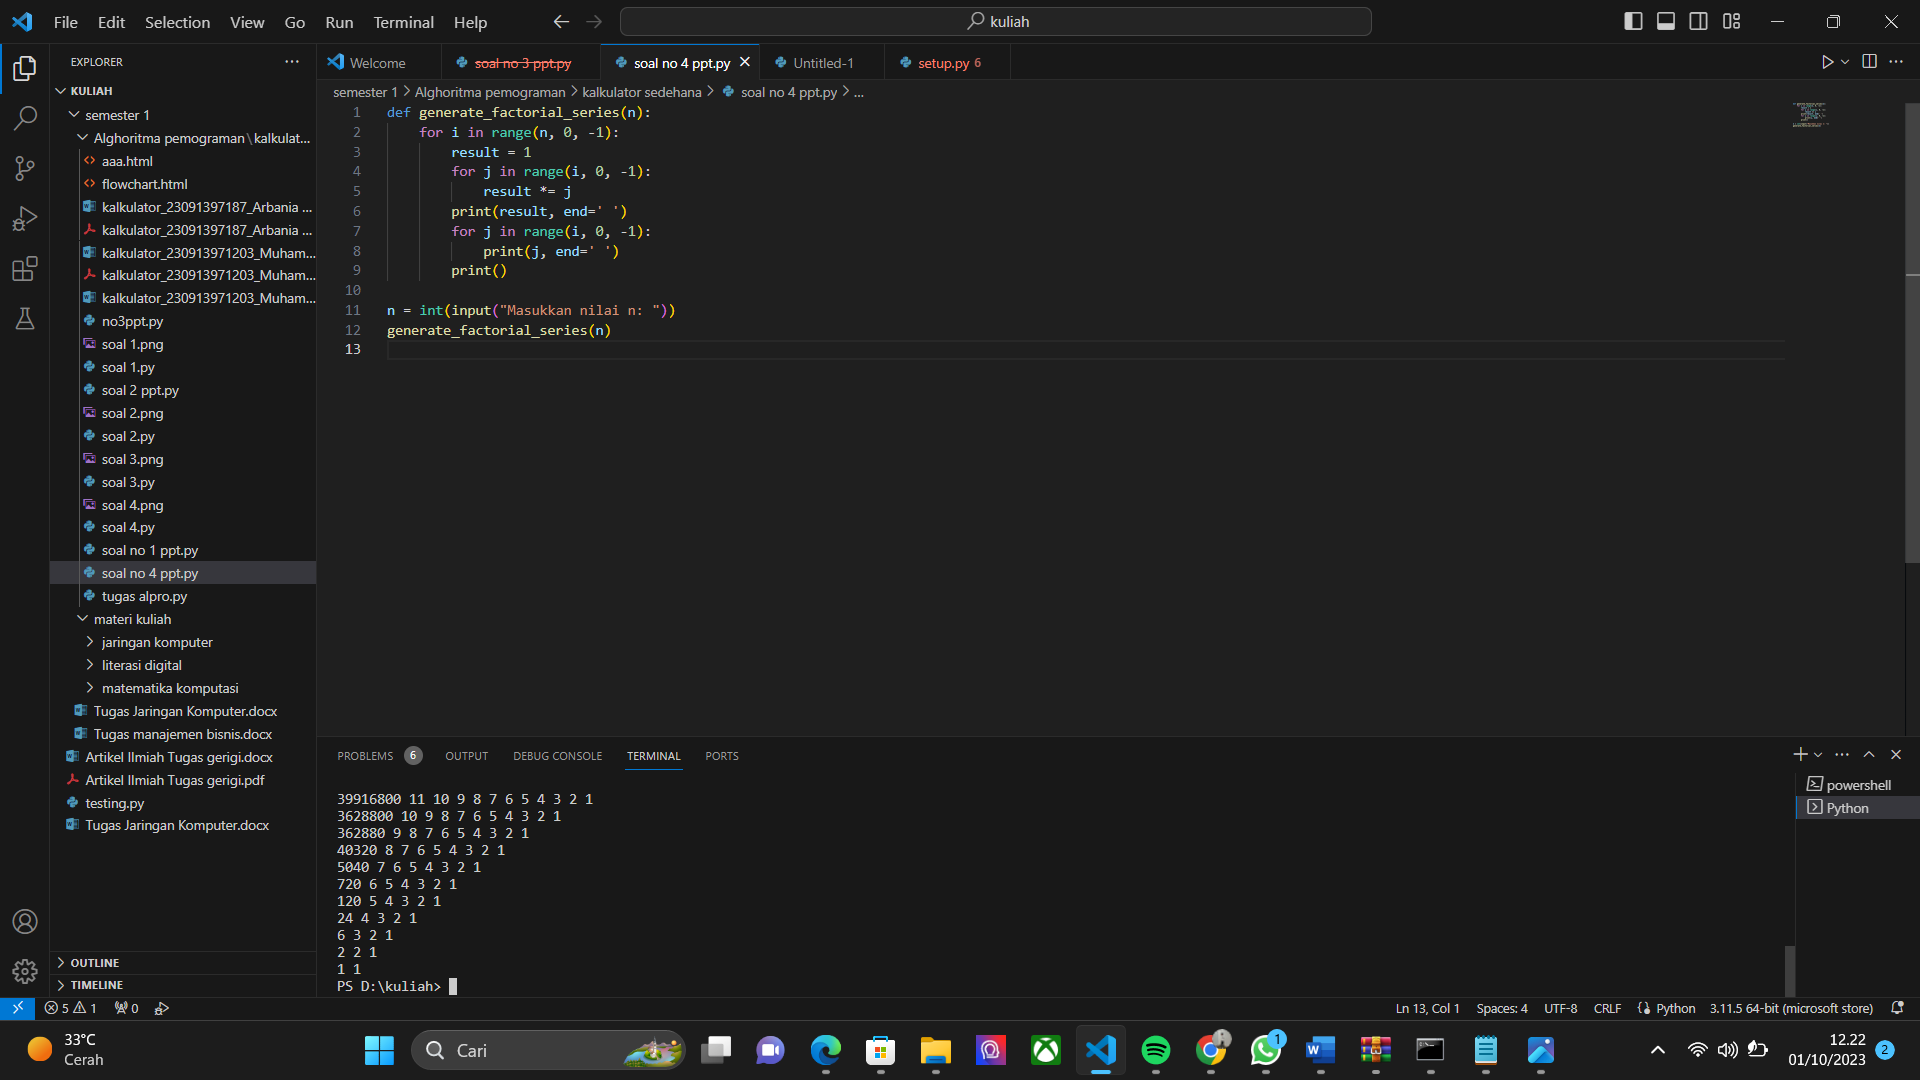 File Edit Selection View Go Run Terminal Help
kuliah
EXPLORER
KULIAH
semester 1
Alghoritma pemograman\kalkulat...
aaa.html
flowchart.html
kalkulator_23091397187_Arbania ...
kalkulator_23091397187_Arbania ...
kalkulator_230913971203_Muham...
kalkulator_230913971203_Muham...
kalkulator_230913971203_Muham...
no3ppt.py
soal 1.png
soal 1.py
soal 2 ppt.py
soal 2.png
soal 2.py
soal 3.png
soal 3.py
soal 4.png
soal 4.py
soal no 1 ppt.py
soal no 4 ppt.py
tugas alpro.py
materi kuliah
jaringan komputer
literasi digital
matematika komputasi
Tugas Jaringan Komputer.docx
Tugas manajemen bisnis.docx
Artikel Ilmiah Tugas gerigi.docx
Artikel Ilmiah Tugas gerigi.pdf
testing.py
Tugas Jaringan Komputer.docx
OUTLINE
TIMELINE
Welcome soal no 3 ppt.py soal no 4 ppt.py Untitled-1 setup.py 6
semester 1 > Alghoritma pemograman > kalkulator sedehana > soal no 4 ppt.py > ...
1 def generate_factorial_series(n):
2     for i in range(n, 0, -1):
3         result = 1
4         for j in range(i, 0, -1):
5             result *= j
6         print(result, end=' ')
7         for j in range(i, 0, -1):
8             print(j, end=' ')
9         print()
10
11 n = int(input("Masukkan nilai n: "))
12 generate_factorial_series(n)
13
PROBLEMS 6 OUTPUT DEBUG CONSOLE TERMINAL PORTS
39916800 11 10 9 8 7 6 5 4 3 2 1
3628800 10 9 8 7 6 5 4 3 2 1
362880 9 8 7 6 5 4 3 2 1
40320 8 7 6 5 4 3 2 1
5040 7 6 5 4 3 2 1
720 6 5 4 3 2 1
120 5 4 3 2 1
24 4 3 2 1
6 3 2 1
2 2 1
1 1
PS D:\kuliah>
powershell
Python
5 1 0 Ln 13, Col 1 Spaces: 4 UTF-8 CRLF Python 3.11.5 64-bit (microsoft store)
33°C
Cerah
Cari
1
12.22
01/10/2023
2